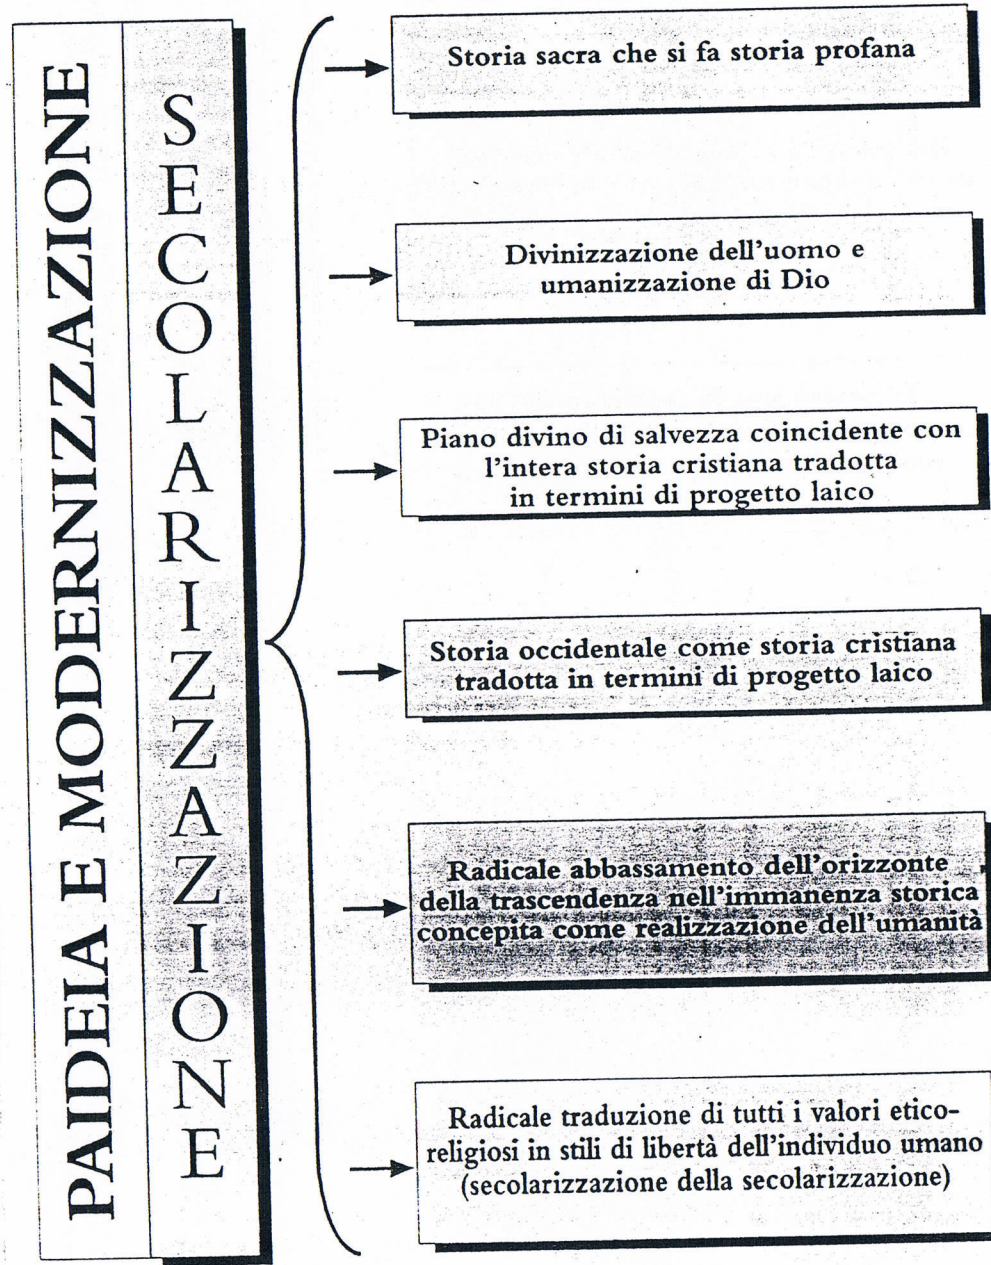 PAIDEIA E MODERNIZZAZIONE
SECOLARIZZAZIONE
Storia sacra che si fa storia profana
Divinizzazione dell'uomo e
umanizzazione di Dio
Piano divino di salvezza coincidente con
l'intera storia cristiana tradotta
in termini di progetto laico
Storia occidentale come storia cristiana
tradotta in termini di progetto laico
Radicale abbassamento dell'orizzonte
della trascendenza nell'immanenza storica
concepita come realizzazione dell'umanità
Radicale traduzione di tutti i valori etico-
religiosi in stili di libertà dell'individuo umano
(secolarizzazione della secolarizzazione)